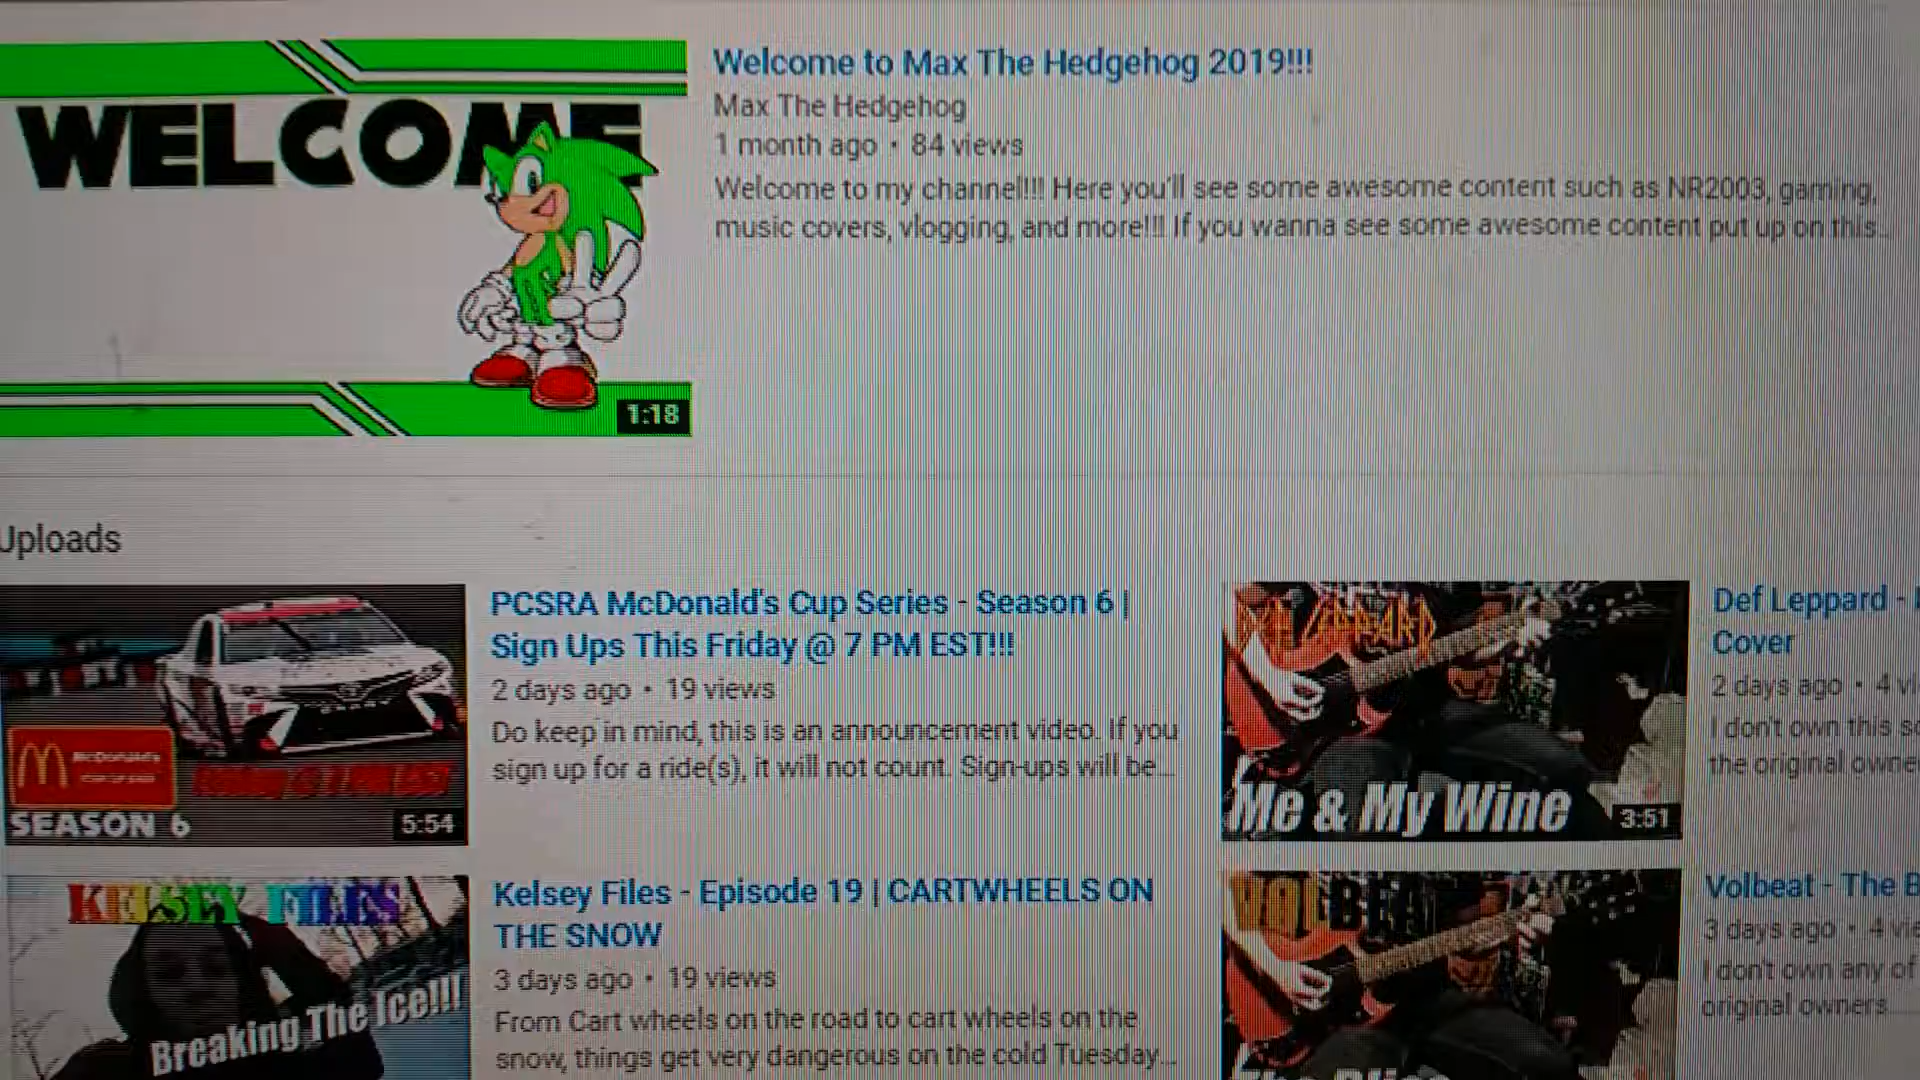 WELCOME
1:18
Welcome to Max The Hedgehog 2019!!!
Max The Hedgehog
1 month ago • 84 views
Welcome to my channel!!! Here you'll see some awesome content such as NR2003, gaming,
music covers, vlogging, and more!!! If you wanna see some awesome content put up on this...
Uploads
McDonald's
SEASON 6
5:54
PCSRA McDonald's Cup Series - Season 6 |
Sign Ups This Friday @ 7 PM EST!!!
2 days ago • 19 views
Do keep in mind, this is an announcement video. If you
sign up for a ride(s), it will not count. Sign-ups will be...
DEF LEPPARD
Me & My Wine
3:51
Def Leppard -
Cover
2 days ago • 4 vi
I don't own this so
the original owne
KELSEY FILES
Breaking The Ice!!!
Kelsey Files - Episode 19 | CARTWHEELS ON
THE SNOW
3 days ago • 19 views
From Cart wheels on the road to cart wheels on the
snow, things get very dangerous on the cold Tuesday...
VOLBEAT
Volbeat - The B
3 days ago • 4 vie
I don't own any of
original owners...